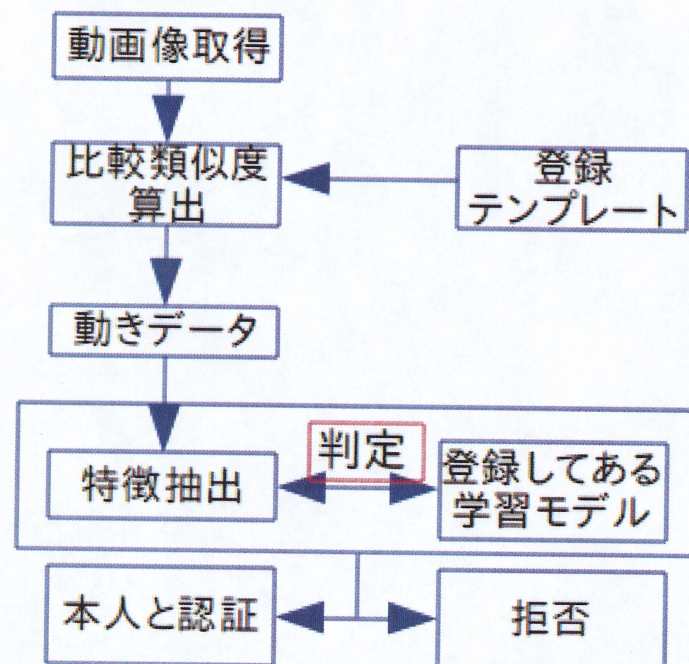 動画像取得
比較類似度
算出
登録
テンプレート
動きデータ
判定
特徴抽出
登録してある
学習モデル
本人と認証
拒否